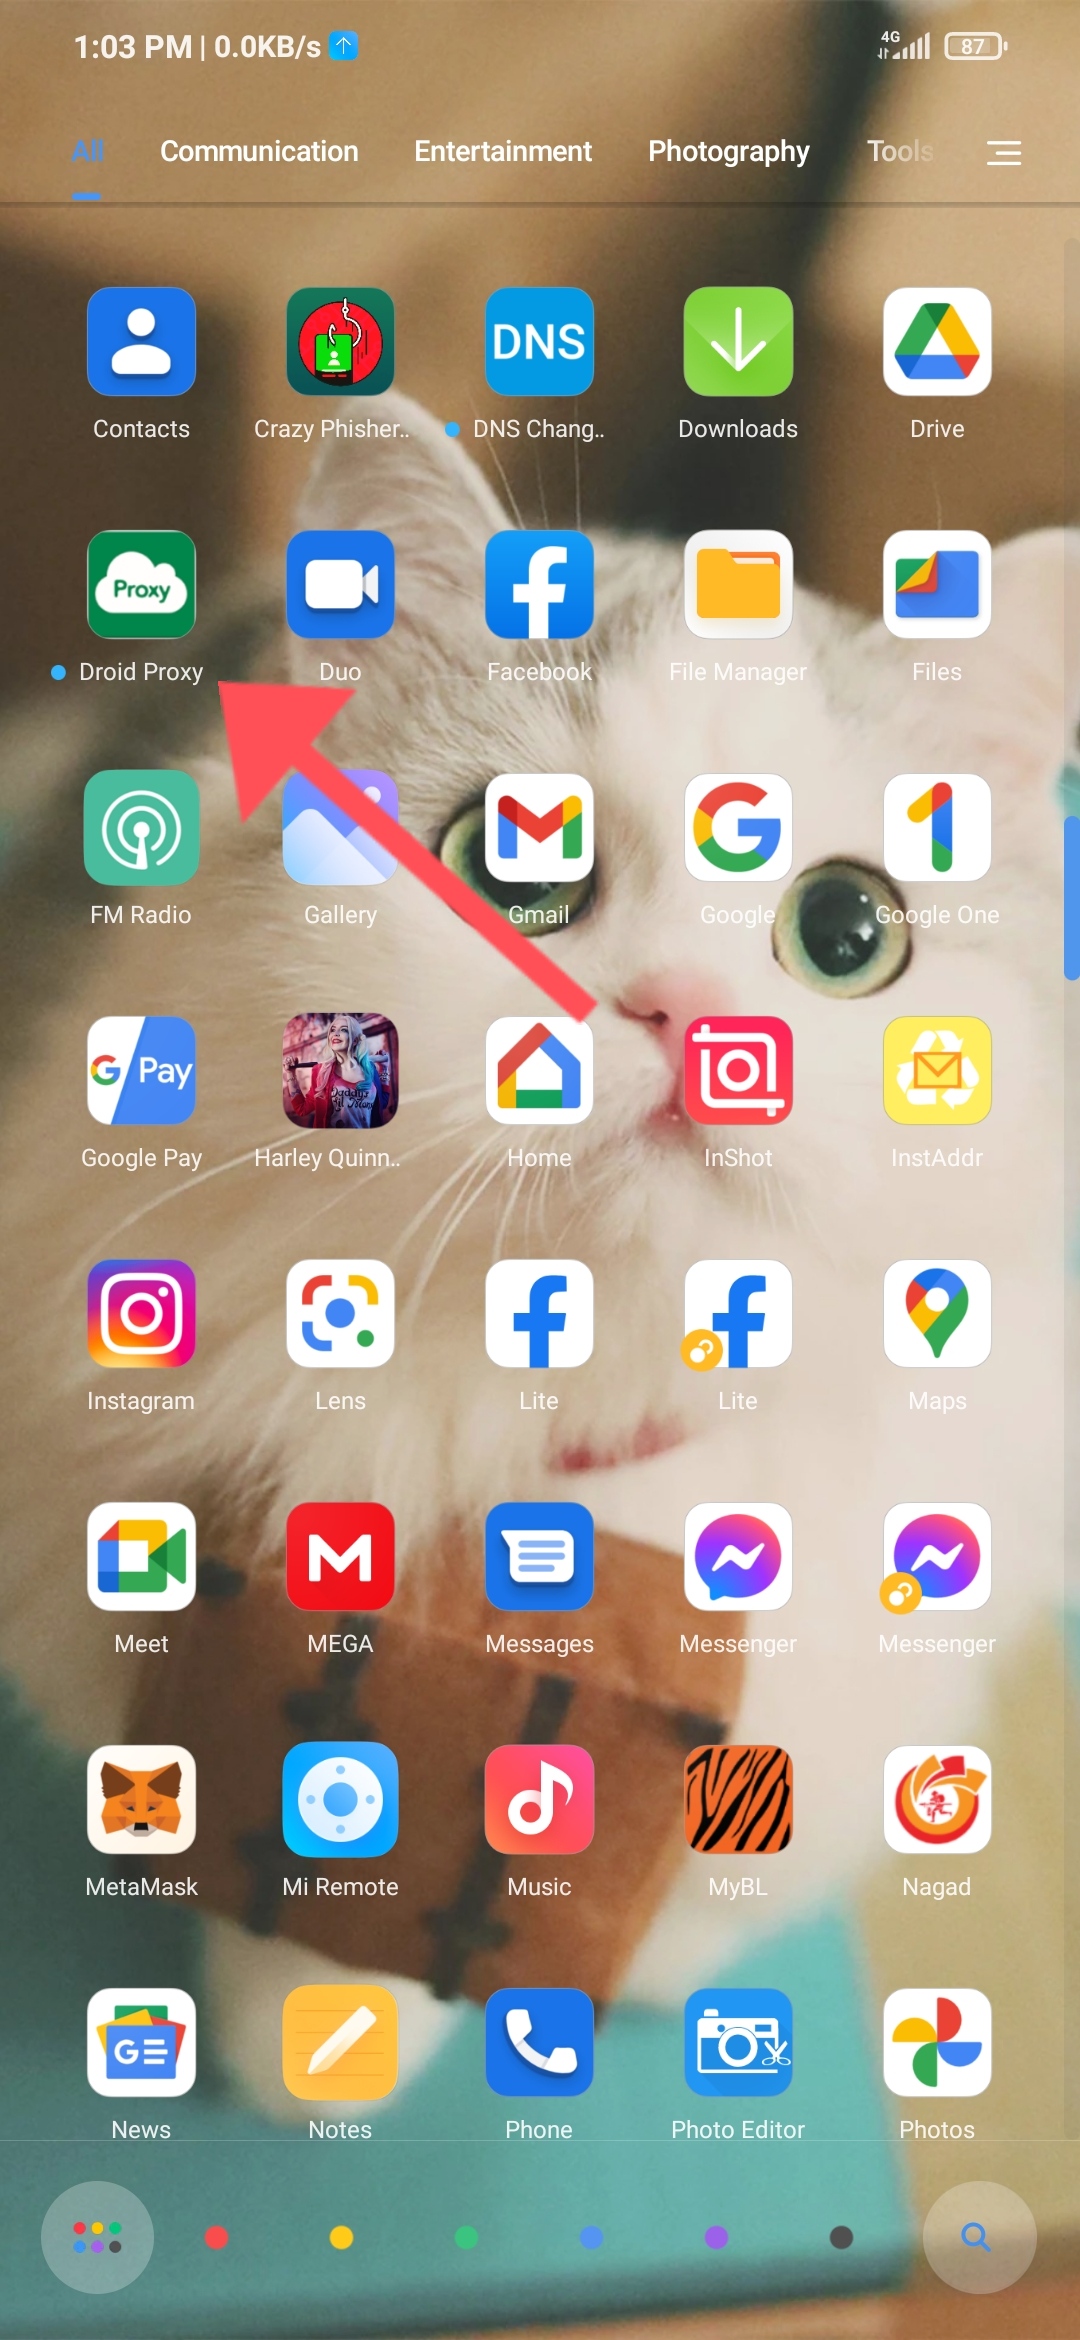 1:03 PM | 0.0KB/s
4G
87
All Communication Entertainment Photography Tools
DNS
Contacts Crazy Phisher.. DNS Chang.. Downloads Drive
Proxy
Droid Proxy Duo Facebook File Manager Files
FM Radio Gallery Gmail Google Google One
G Pay
Daddy's
Google Pay Harley Quinn.. Home InShot InstAddr
Instagram Lens Lite Lite Maps
Meet MEGA Messages Messenger Messenger
MetaMask Mi Remote Music MyBL Nagad
News Notes Phone Photo Editor Photos